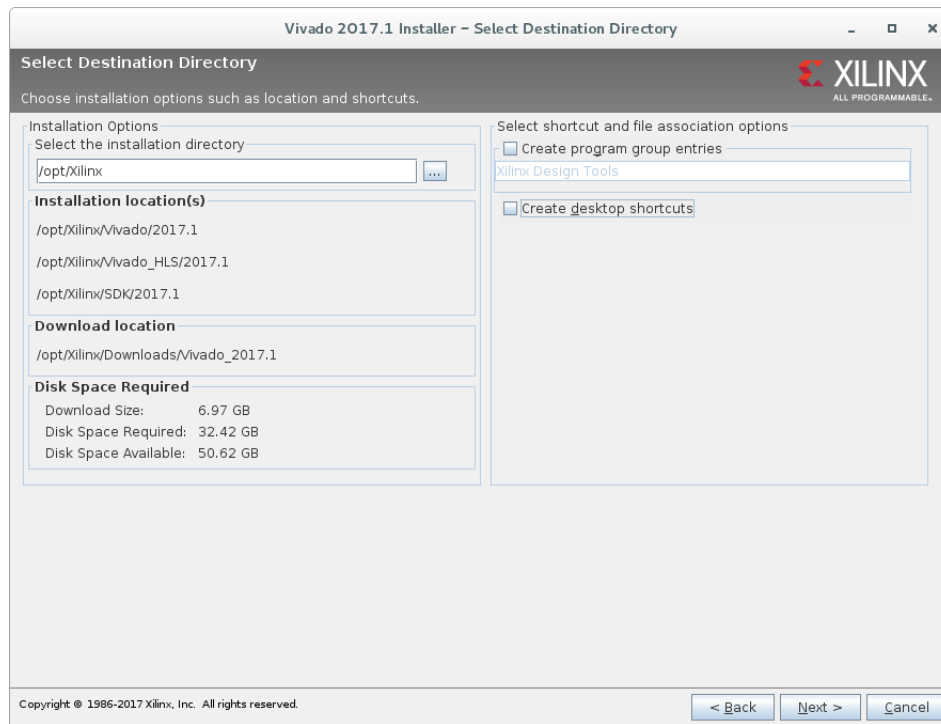 Vivado 2017.1 Installer - Select Destination Directory
Select Destination Directory
Choose installation options such as location and shortcuts.
XILINX
ALL PROGRAMMABLE™
Installation Options
Select the installation directory
/opt/Xilinx
...
Installation location(s)
/opt/Xilinx/Vivado/2017.1
/opt/Xilinx/Vivado_HLS/2017.1
/opt/Xilinx/SDK/2017.1
Download location
/opt/Xilinx/Downloads/Vivado_2017.1
Disk Space Required
Download Size: 6.97 GB
Disk Space Required: 32.42 GB
Disk Space Available: 50.62 GB
Select shortcut and file association options
Create program group entries
Xilinx Design Tools
Create desktop shortcuts
Copyright © 1986-2017 Xilinx, Inc. All rights reserved.
< Back
Next >
Cancel